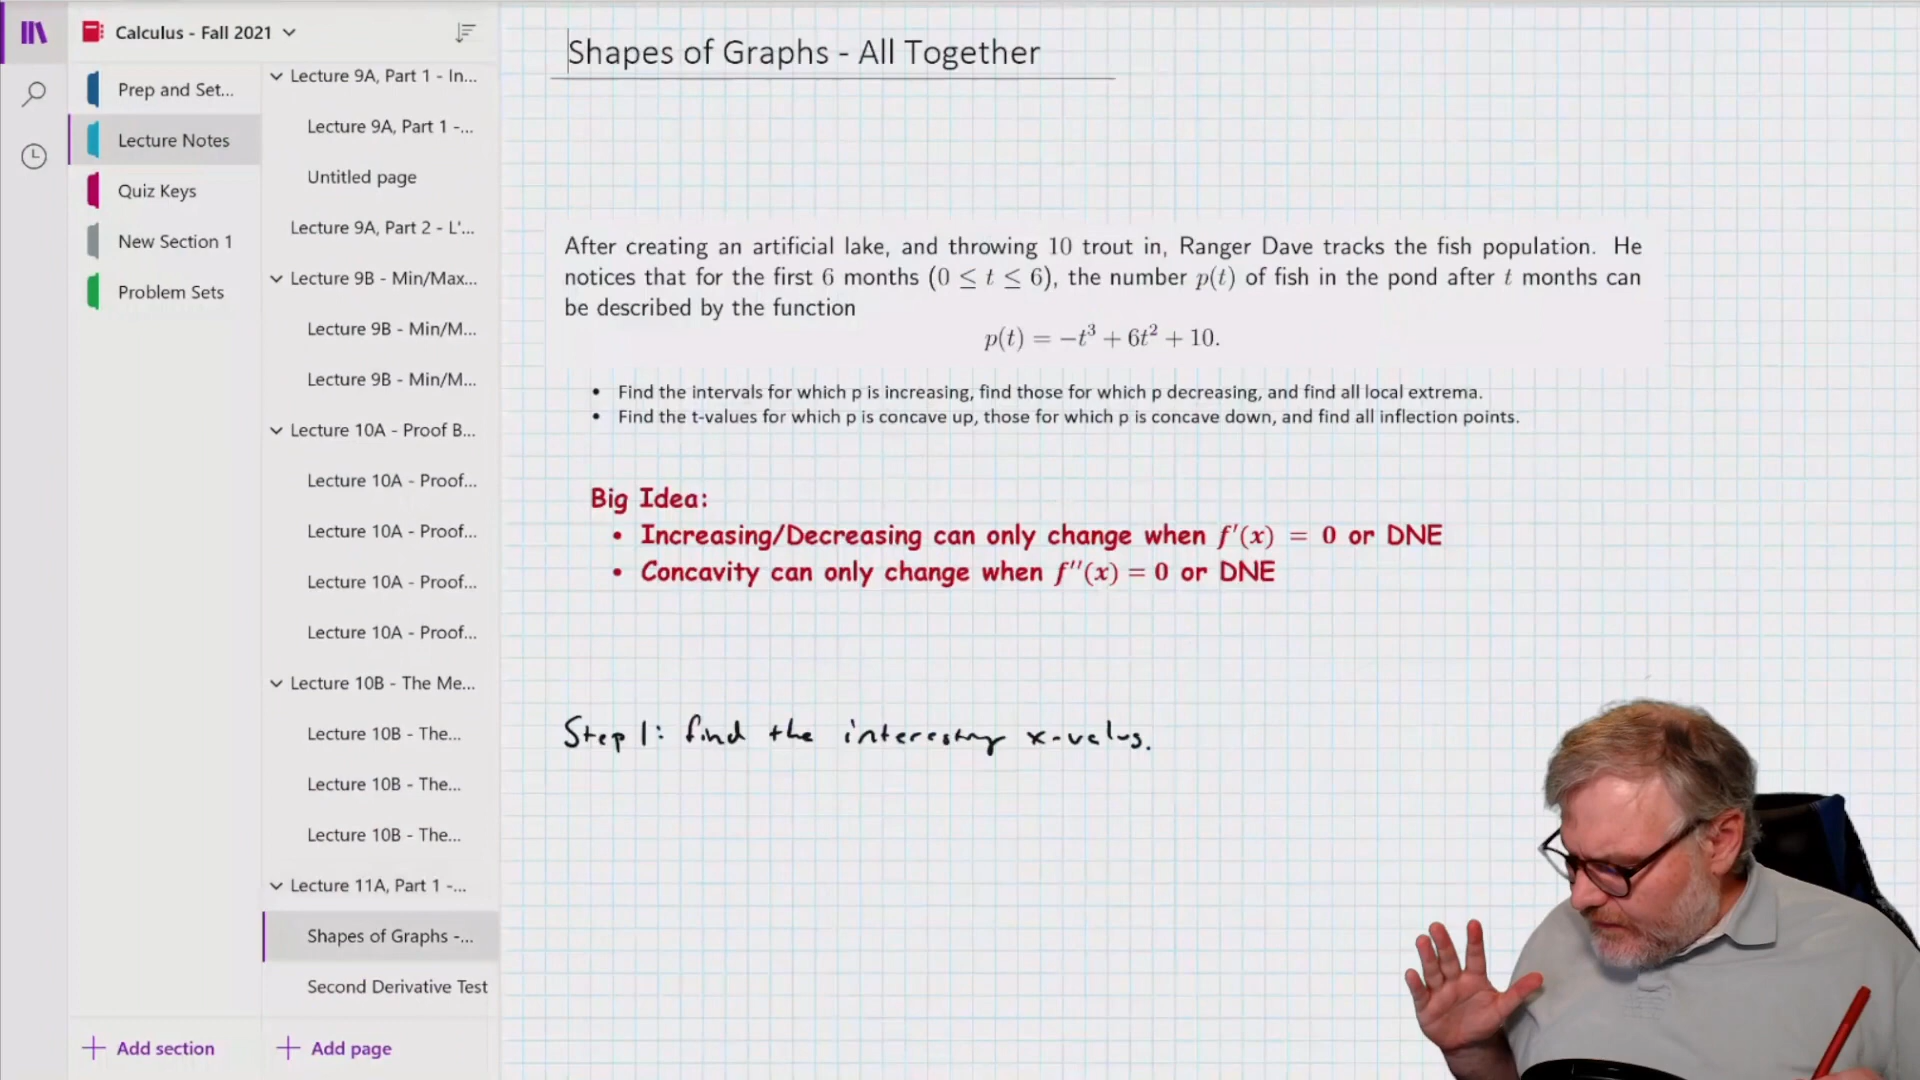 Calculus - Fall 2021
Prep and Set...
Lecture Notes
Quiz Keys
New Section 1
Problem Sets
Add section
Lecture 9A, Part 1 - In...
Lecture 9A, Part 1 -...
Untitled page
Lecture 9A, Part 2 - L'...
Lecture 9B - Min/Max...
Lecture 9B - Min/M...
Lecture 9B - Min/M...
Lecture 10A - Proof B...
Lecture 10A - Proof...
Lecture 10A - Proof...
Lecture 10A - Proof...
Lecture 10A - Proof...
Lecture 10B - The Me...
Lecture 10B - The...
Lecture 10B - The...
Lecture 10B - The...
Lecture 11A, Part 1 -...
Shapes of Graphs -...
Second Derivative Test
Add page
Shapes of Graphs - All Together
After creating an artificial lake, and throwing 10 trout in, Ranger Dave tracks the fish population. He
notices that for the first 6 months (0 ≤ t ≤ 6), the number p(t) of fish in the pond after t months can
be described by the function
p(t) = −t³ + 6t² + 10.
• Find the intervals for which p is increasing, find those for which p decreasing, and find all local extrema.
• Find the t-values for which p is concave up, those for which p is concave down, and find all inflection points.
Big Idea:
• Increasing/Decreasing can only change when f′(x) = 0 or DNE
• Concavity can only change when f′′(x) = 0 or DNE
Step 1: find the interesting x-values.